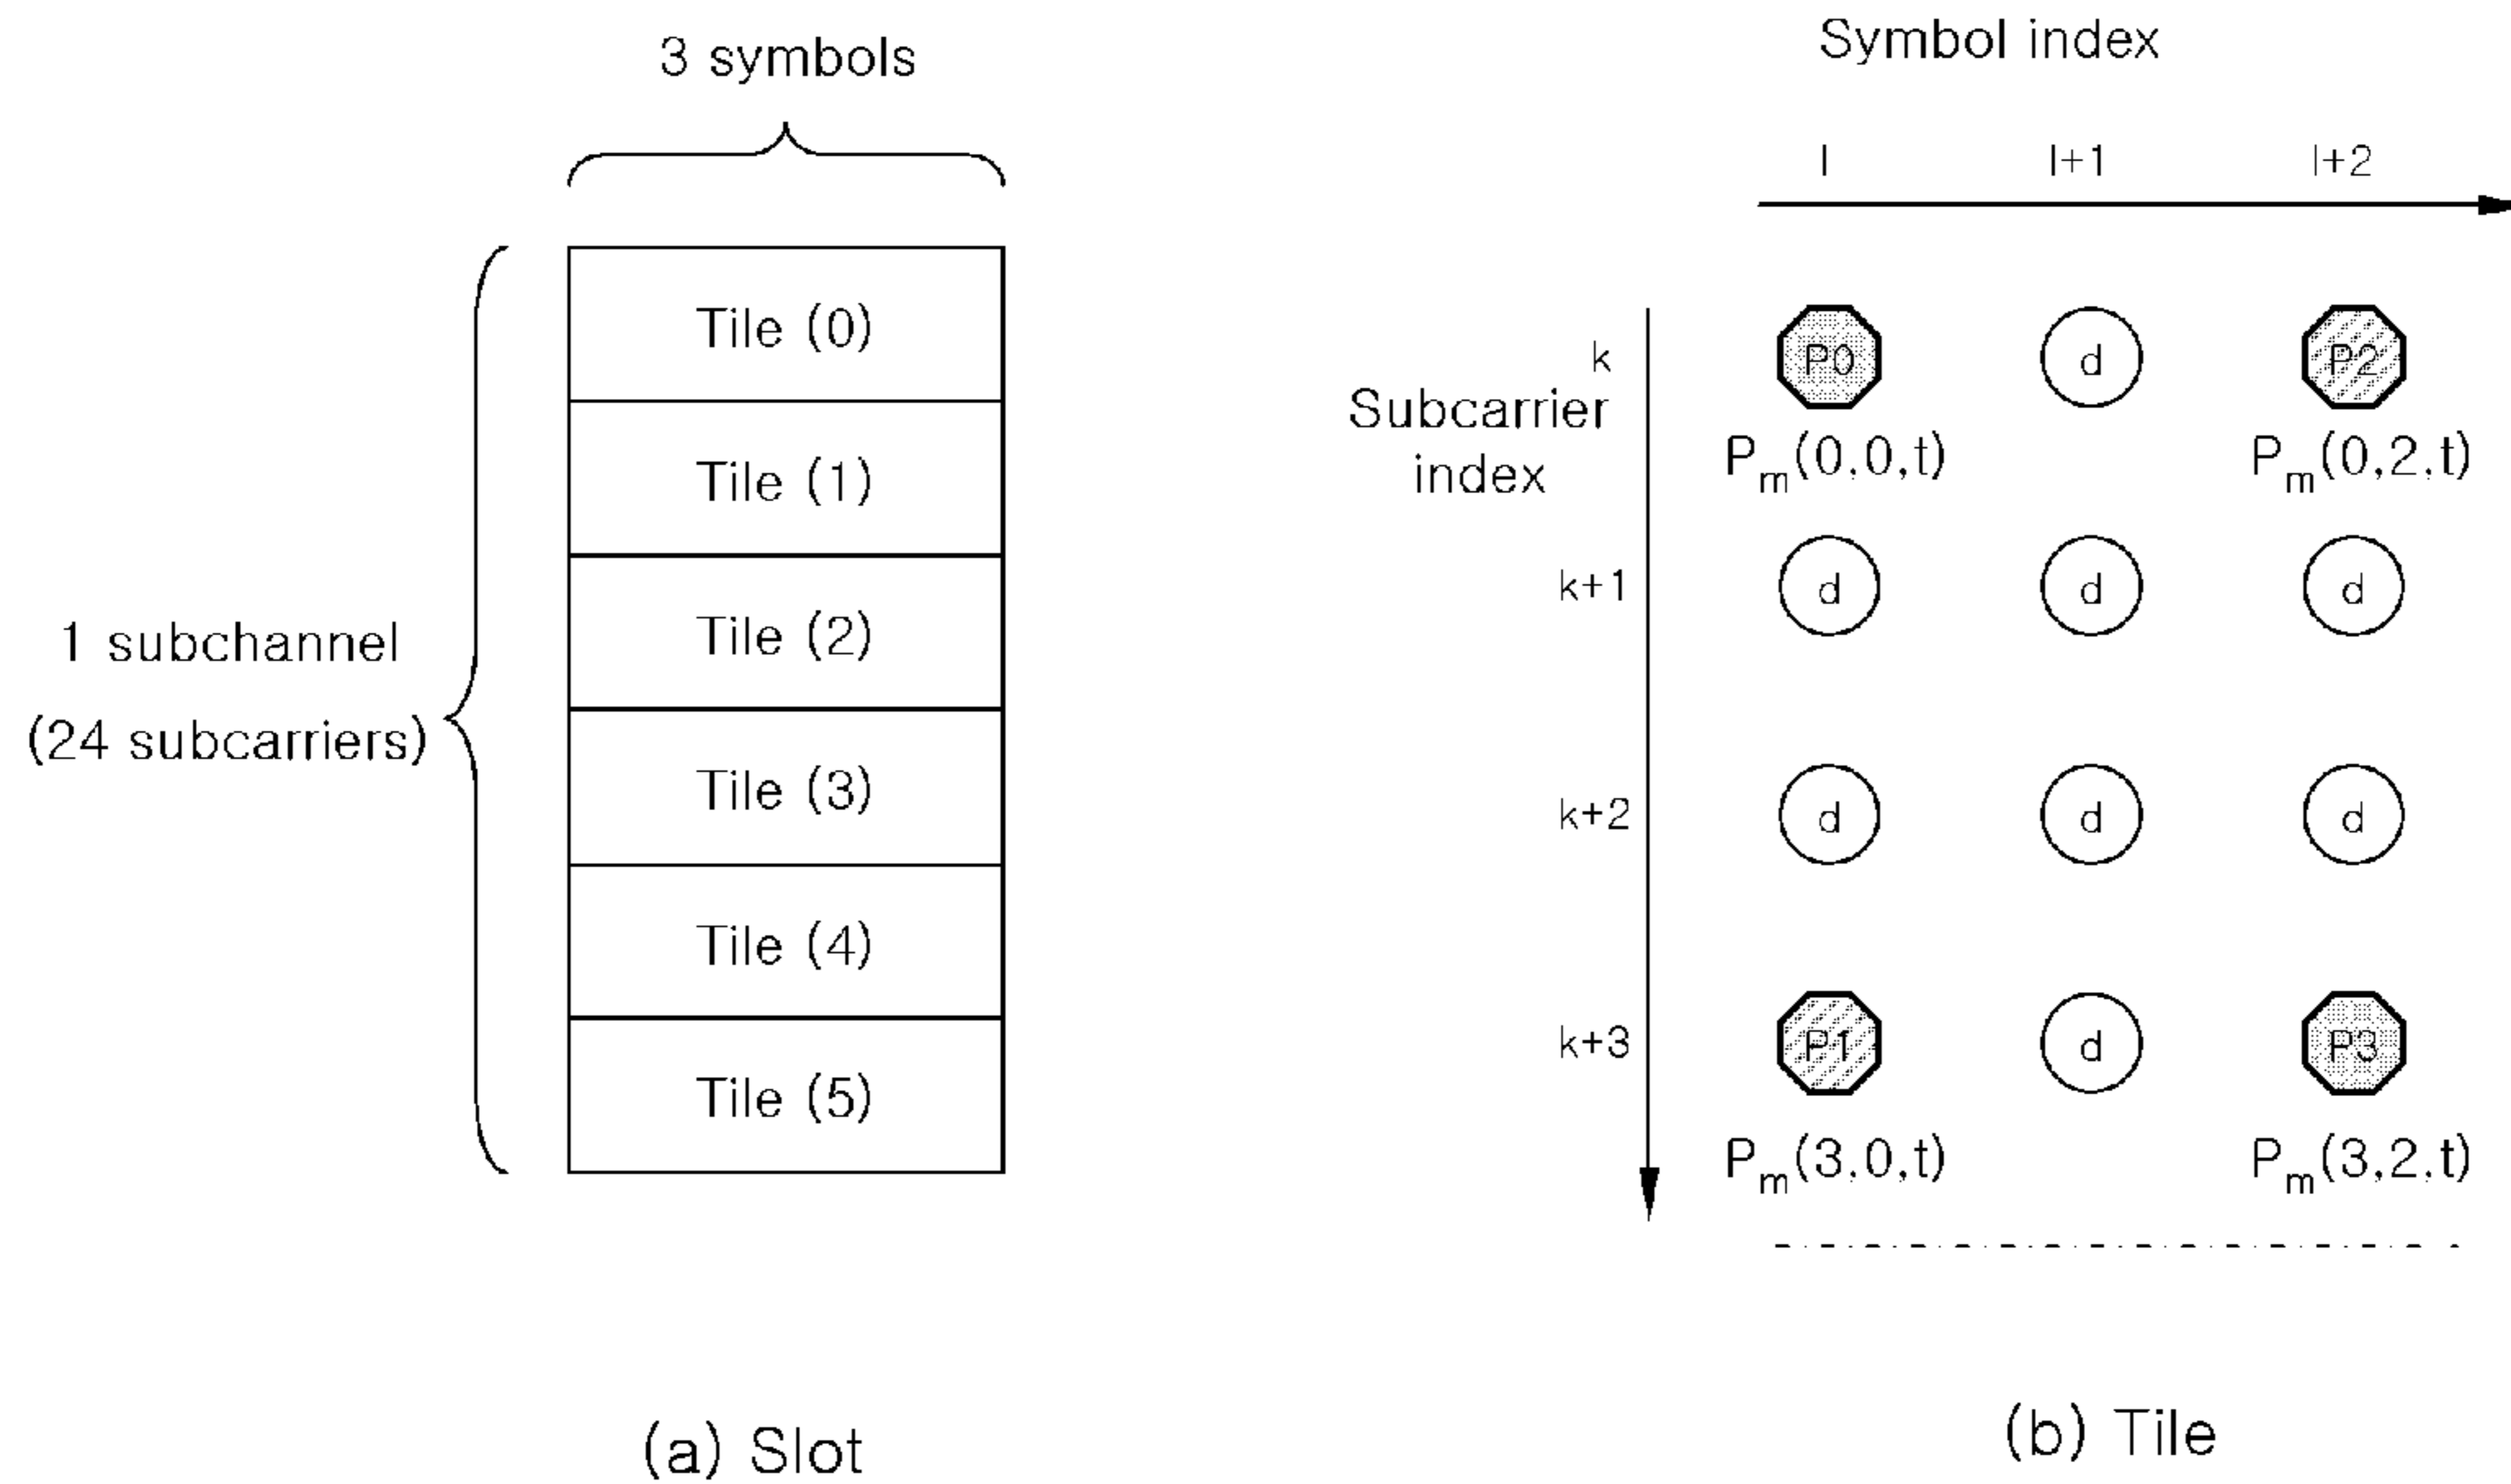 3 symbols
1 subchannel
(24 subcarriers)
Tile (0)
Tile (1)
Tile (2)
Tile (3)
Tile (4)
Tile (5)
(a) Slot
Symbol index
l l+1 l+2
k
Subcarrier
index
P0 d P2
Pm(0,0,t) Pm(0,2,t)
k+1 d d d
k+2 d d d
k+3 P1 d P3
Pm(3,0,t) Pm(3,2,t)
(b) Tile